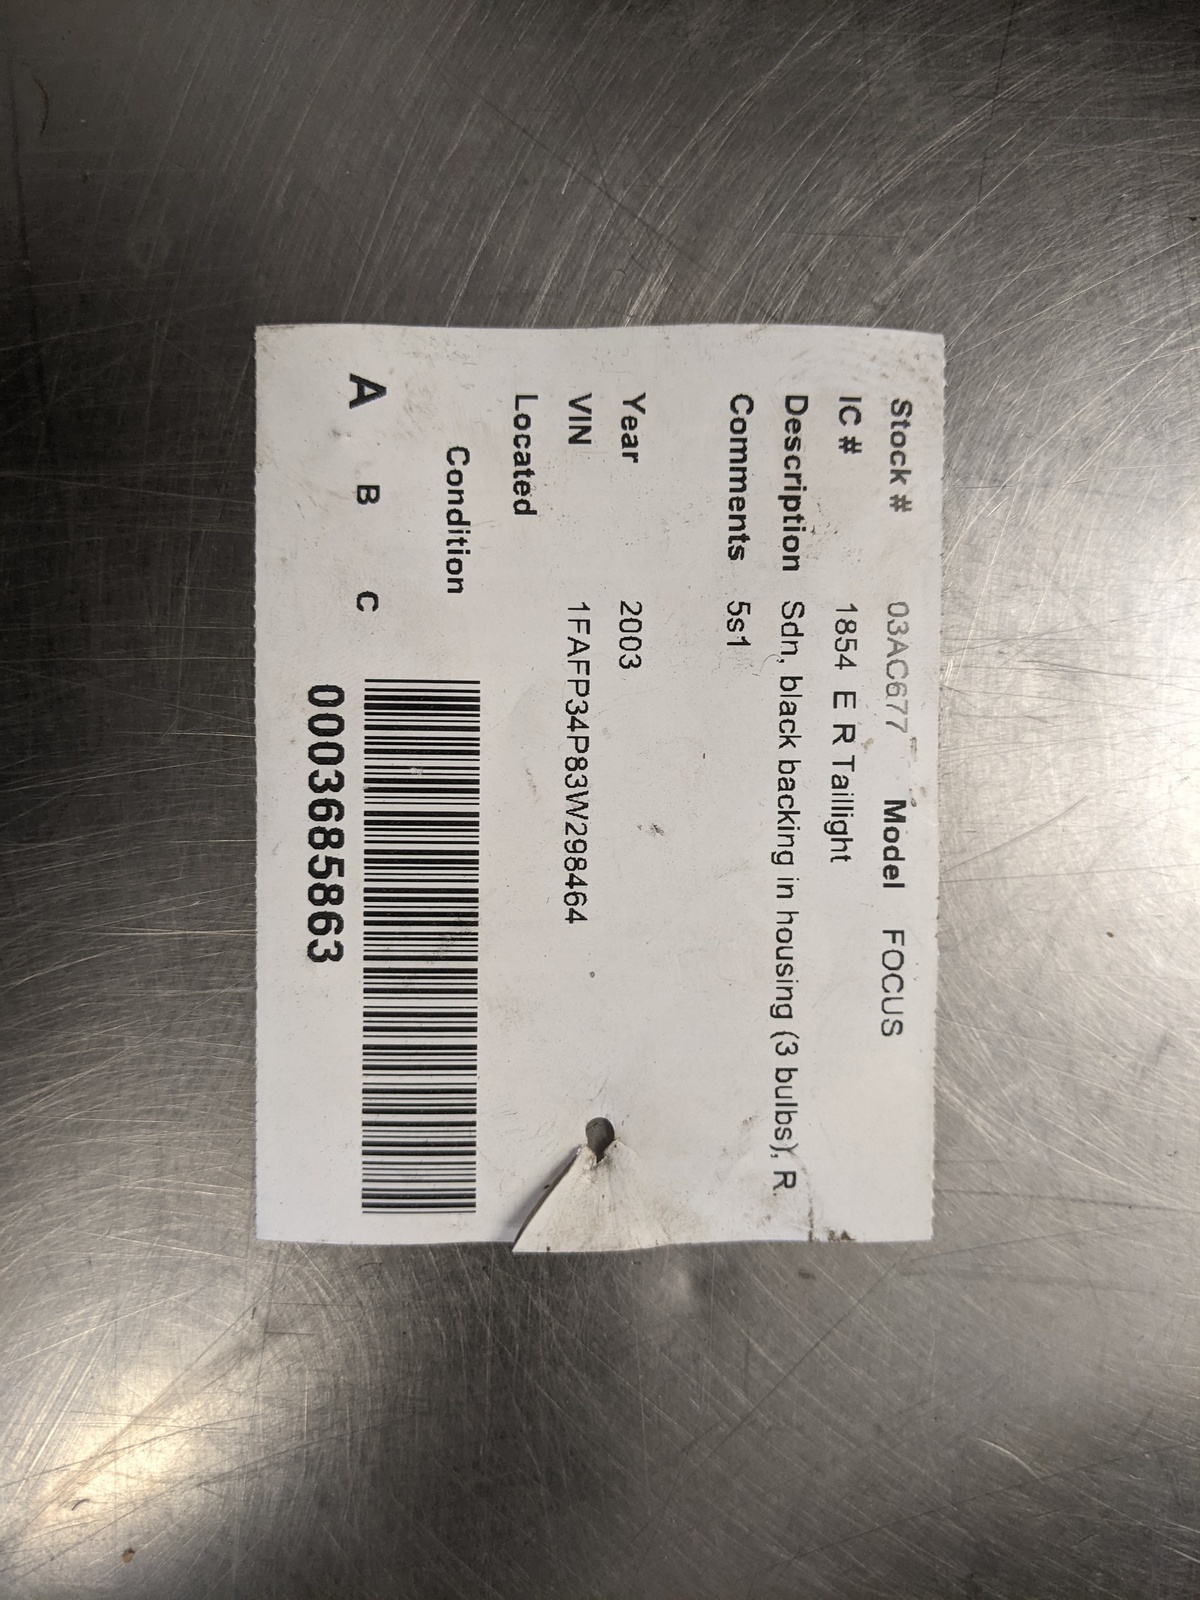 Stock # 03AC677 Model FOCUS
IC # 1854 E R Taillight
Description Sdn, black backing in housing (3 bulbs), R
Comments 5s1
Year 2003
VIN 1FAFP34P83W298464
Located
Condition
A B C
0003685863